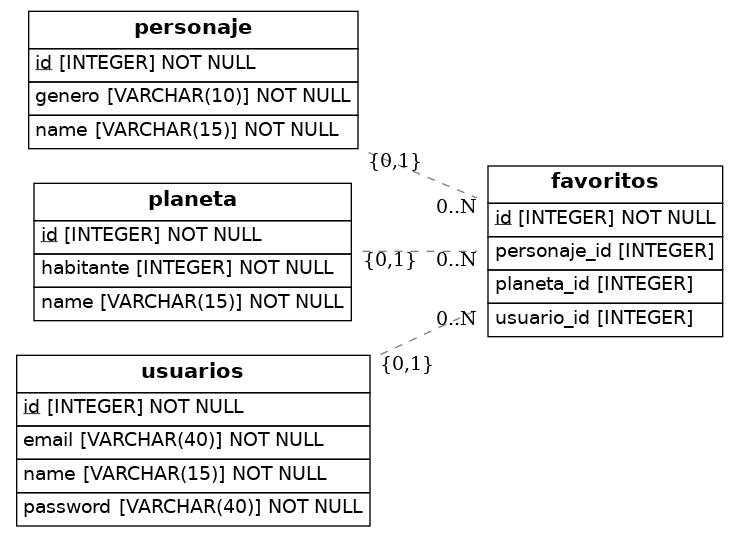 personaje
id [INTEGER] NOT NULL
genero [VARCHAR(10)] NOT NULL
name [VARCHAR(15)] NOT NULL
{0,1}
0..N
planeta
id [INTEGER] NOT NULL
habitante [INTEGER] NOT NULL
name [VARCHAR(15)] NOT NULL
{0,1}
0..N
favoritos
id [INTEGER] NOT NULL
personaje_id [INTEGER]
planeta_id [INTEGER]
usuario_id [INTEGER]
0..N
{0,1}
usuarios
id [INTEGER] NOT NULL
email [VARCHAR(40)] NOT NULL
name [VARCHAR(15)] NOT NULL
password [VARCHAR(40)] NOT NULL